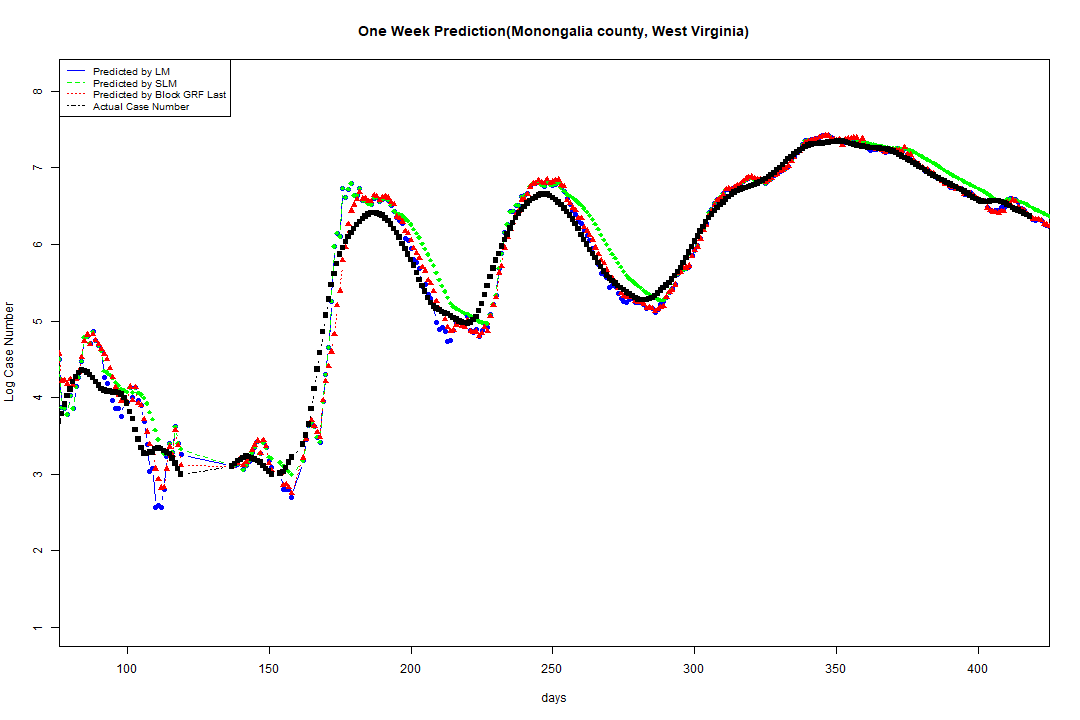 One Week Prediction(Monongalia county, West Virginia)
Predicted by LM
Predicted by SLM
Predicted by Block GRF Last
Actual Case Number
8
7
6
5
4
3
2
1
Log Case Number
100 150 200 250 300 350 400
days